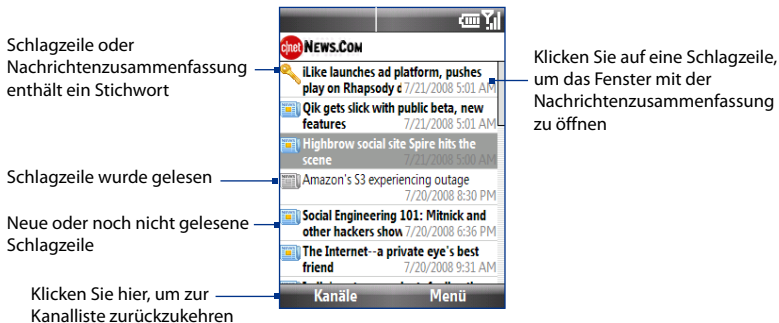 Schlagzeile oder
Nachrichtenzusammenfassung
enthält ein Stichwort
Schlagzeile wurde gelesen
Neue oder noch nicht gelesene
Schlagzeile
Klicken Sie hier, um zur
Kanalliste zurückzukehren
c|net News.Com
iLike launches ad platform, pushes
play on Rhapsody d 7/21/2008 5:01 AM
Qik gets slick with public beta, new
features 7/21/2008 5:01 AM
Highbrow social site Spire hits the
scene 7/21/2008 5:00 AM
Amazon's S3 experiencing outage
7/20/2008 8:30 PM
Social Engineering 101: Mitnick and
other hackers show 7/20/2008 6:36 PM
The Internet--a private eye's best
friend 7/20/2008 9:31 AM
Kanäle Menü
Klicken Sie auf eine Schlagzeile,
um das Fenster mit der
Nachrichtenzusammenfassung
zu öffnen